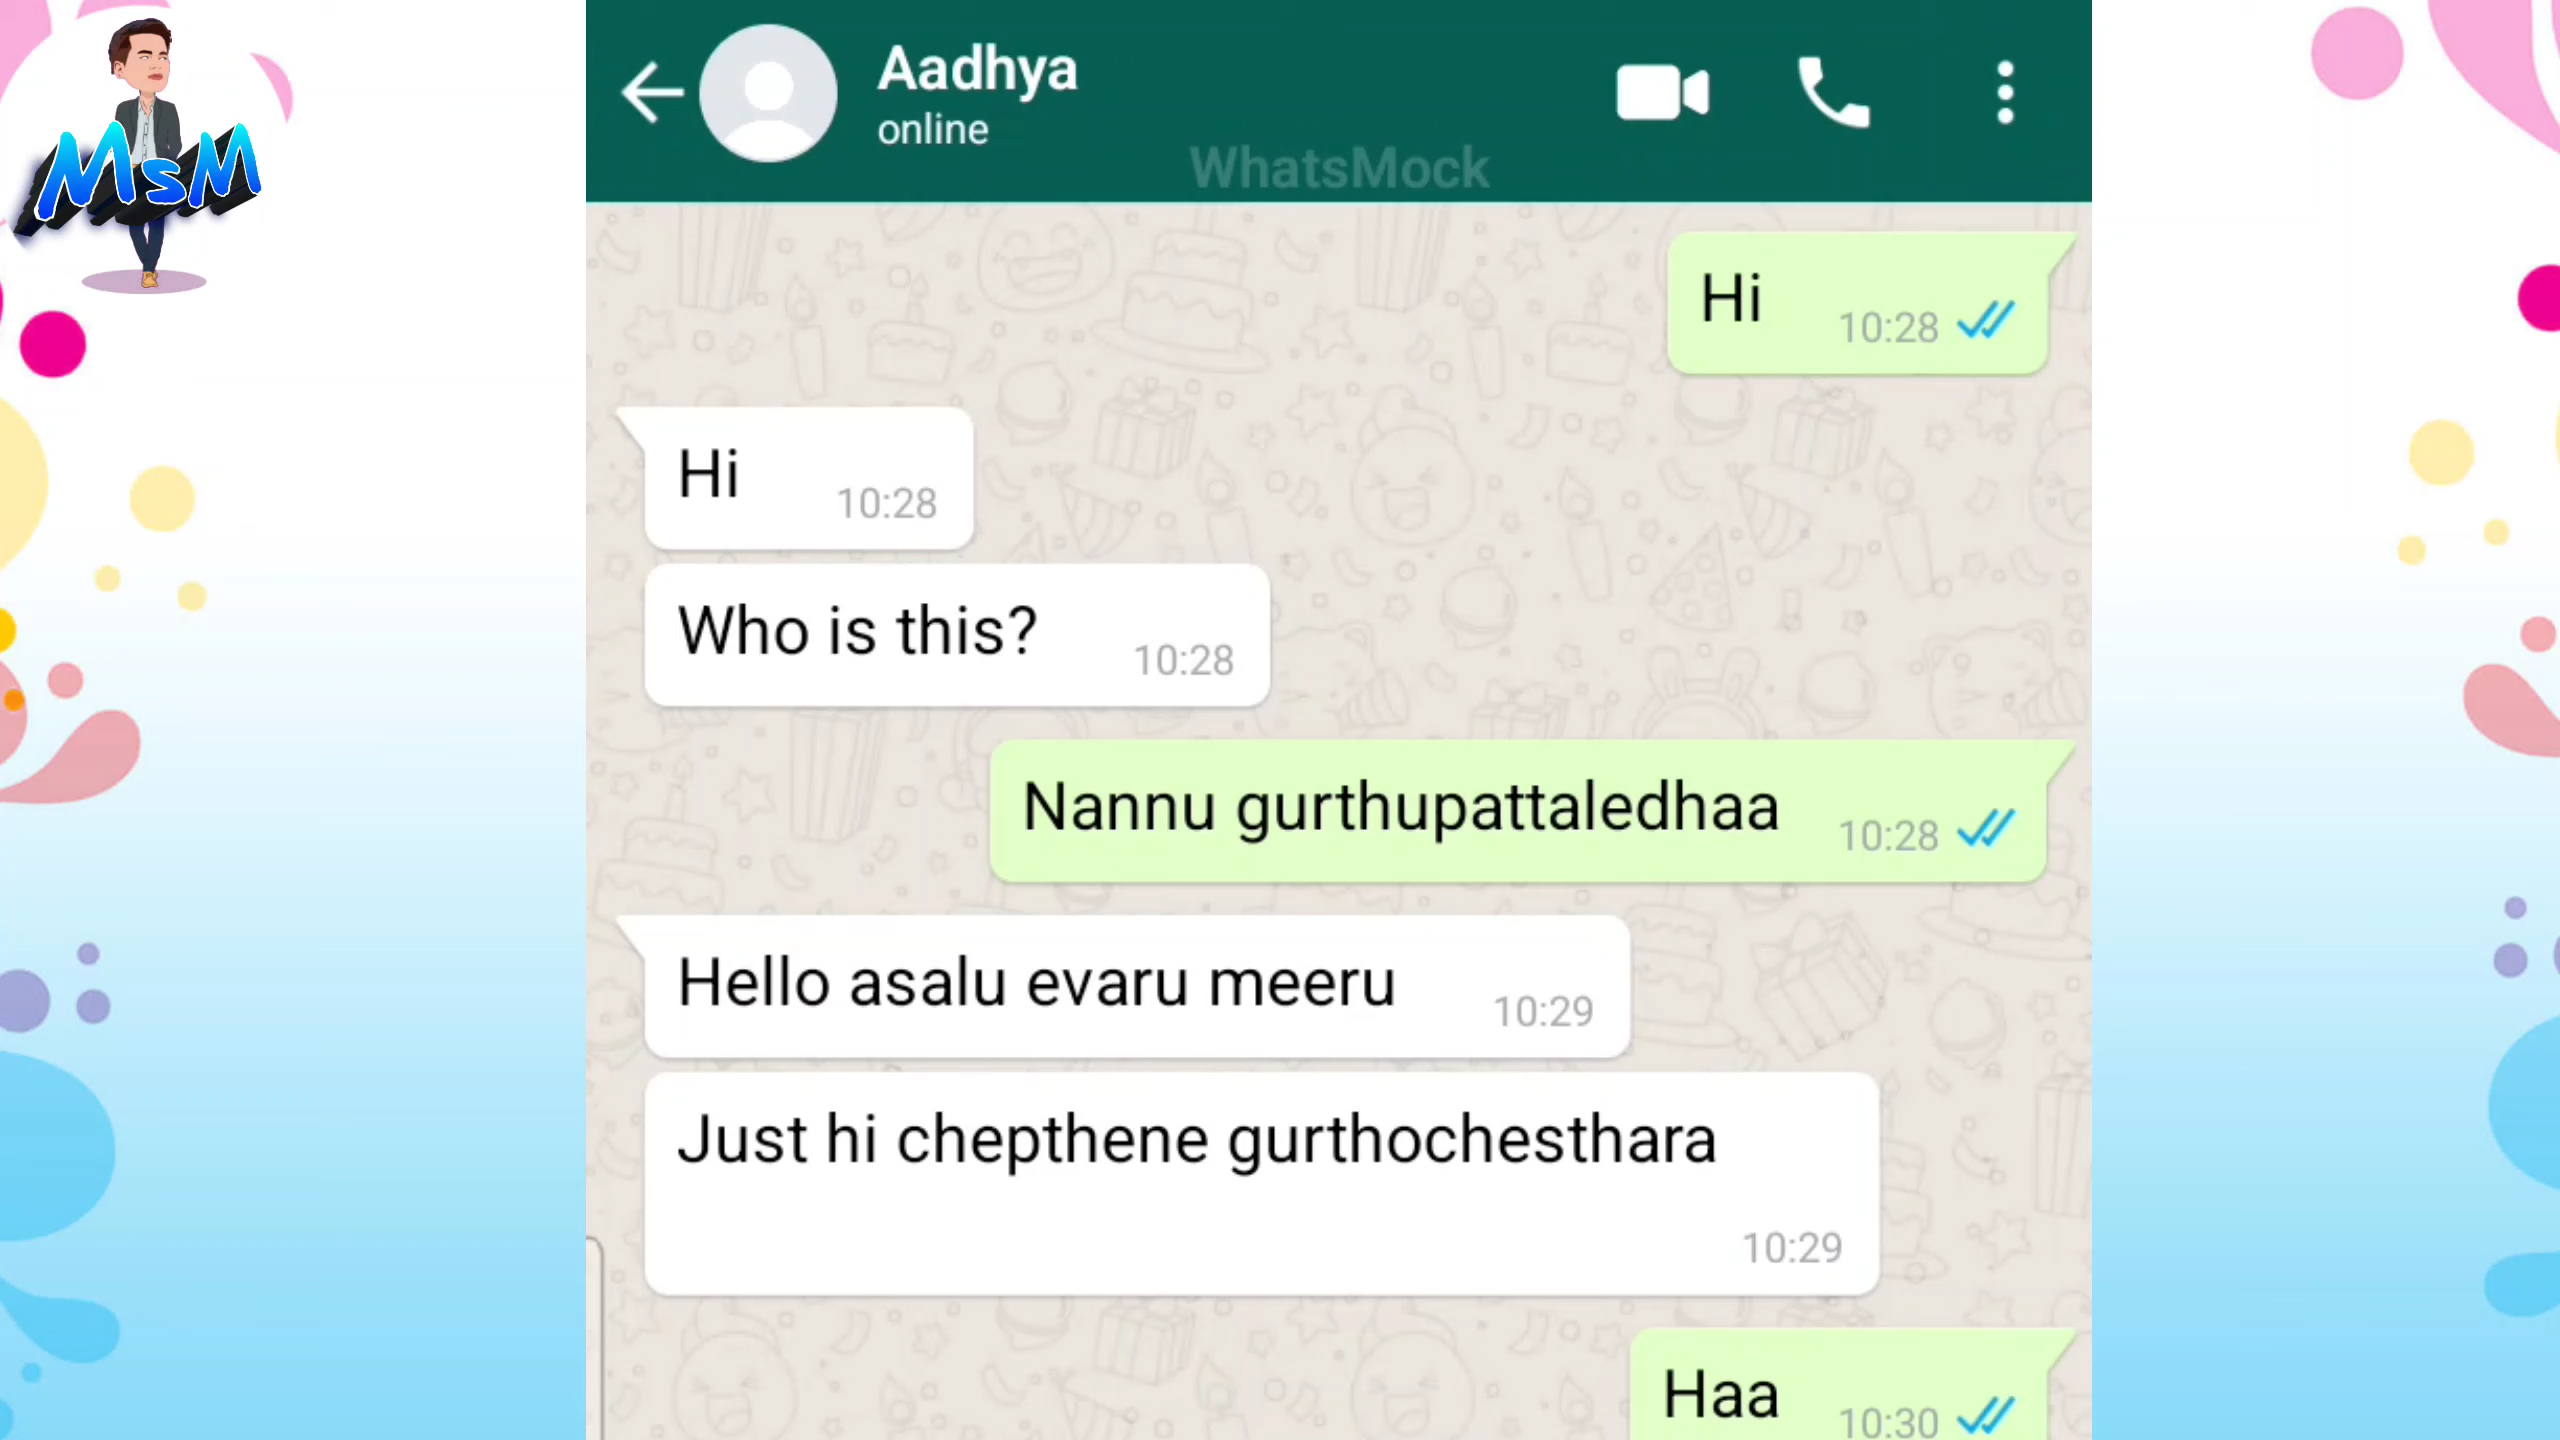 MsM
Aadhya
online
WhatsMock
Hi 10:28
Hi 10:28
Who is this? 10:28
Nannu gurthupattaledhaa 10:28
Hello asalu evaru meeru 10:29
Just hi chepthene gurthochesthara
10:29
Haa 10:30